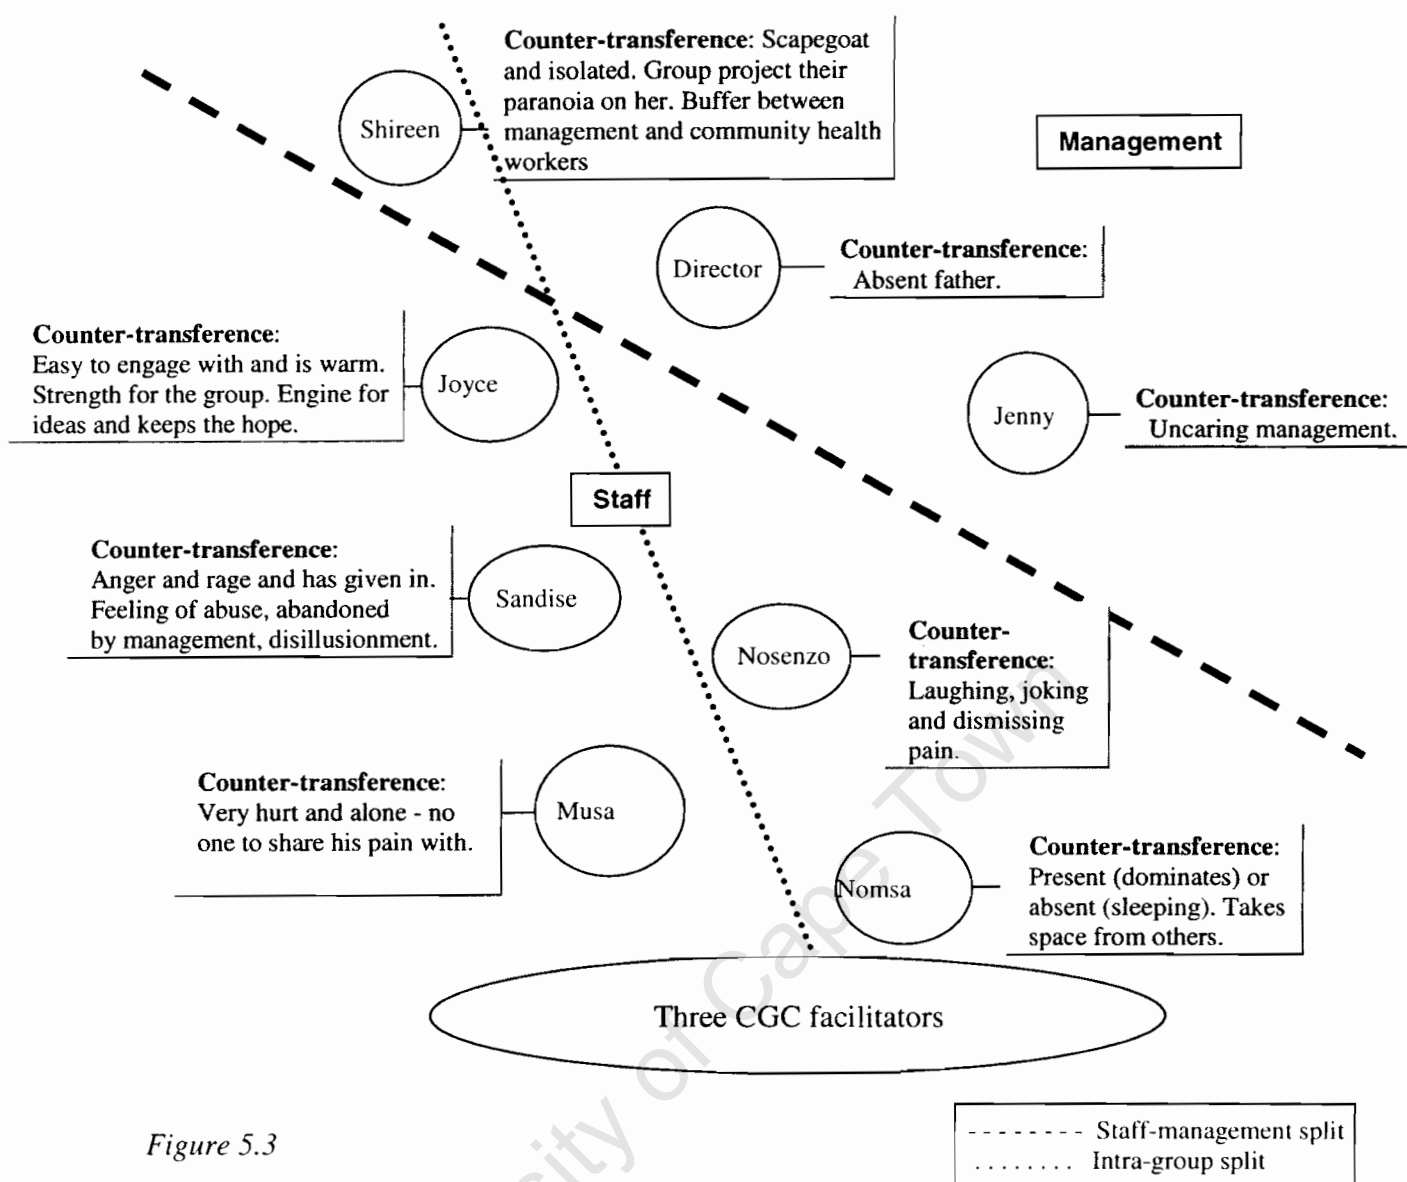 Counter-transference: Scapegoat
and isolated. Group project their
paranoia on her. Buffer between
management and community health
workers
Shireen
Management
Director
Counter-transference:
Absent father.
Counter-transference:
Easy to engage with and is warm.
Strength for the group. Engine for
ideas and keeps the hope.
Joyce
Jenny
Counter-transference:
Uncaring management.
Staff
Counter-transference:
Anger and rage and has given in.
Feeling of abuse, abandoned
by management, disillusionment.
Sandise
Nosenzo
Counter-
transference:
Laughing, joking
and dismissing
pain.
Counter-transference:
Very hurt and alone - no
one to share his pain with.
Musa
Nomsa
Counter-transference:
Present (dominates) or
absent (sleeping). Takes
space from others.
Three CGC facilitators
Figure 5.3
Staff-management split
Intra-group split
sity of Cape Town